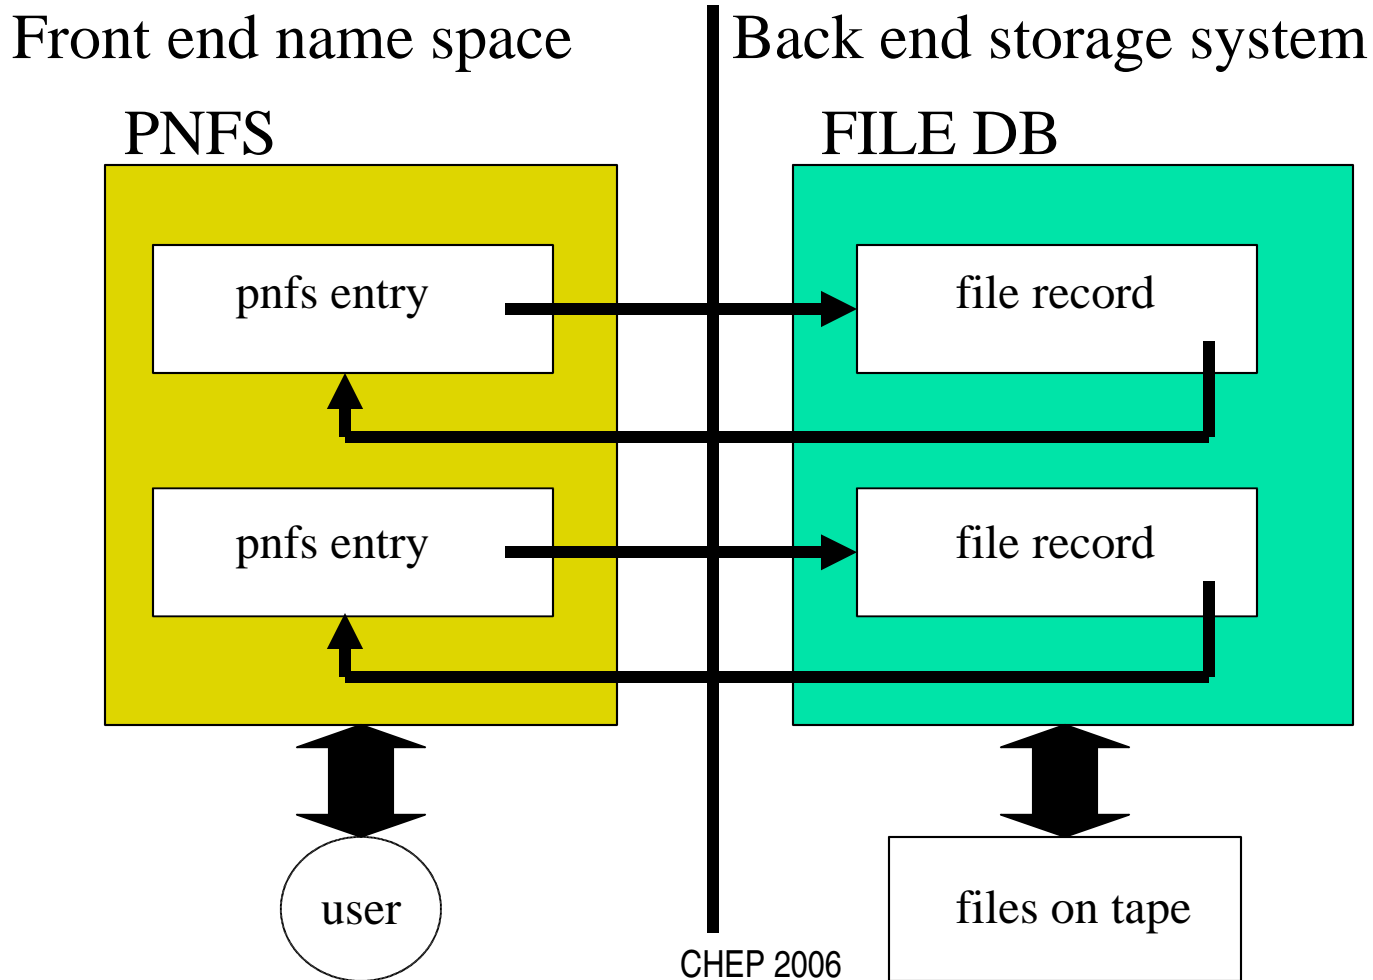 Front end name space
Back end storage system
PNFS
FILE DB
pnfs entry
file record
pnfs entry
file record
user
files on tape
CHEP 2006